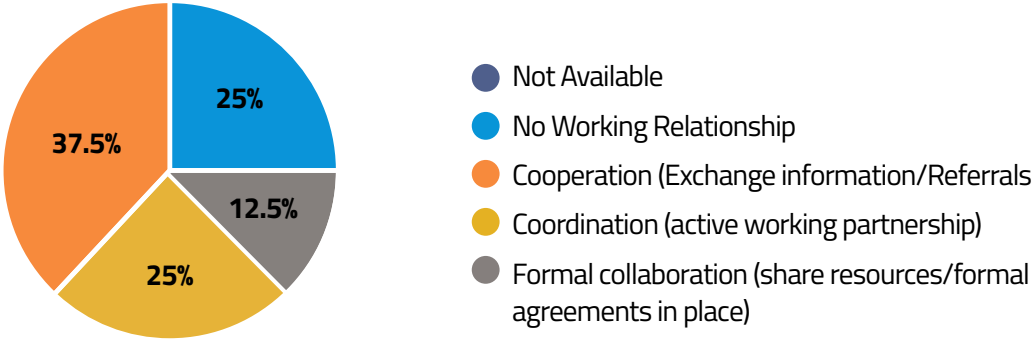 25%
37.5%
12.5%
25%
Not Available
No Working Relationship
Cooperation (Exchange information/Referrals
Coordination (active working partnership)
Formal collaboration (share resources/formal
agreements in place)